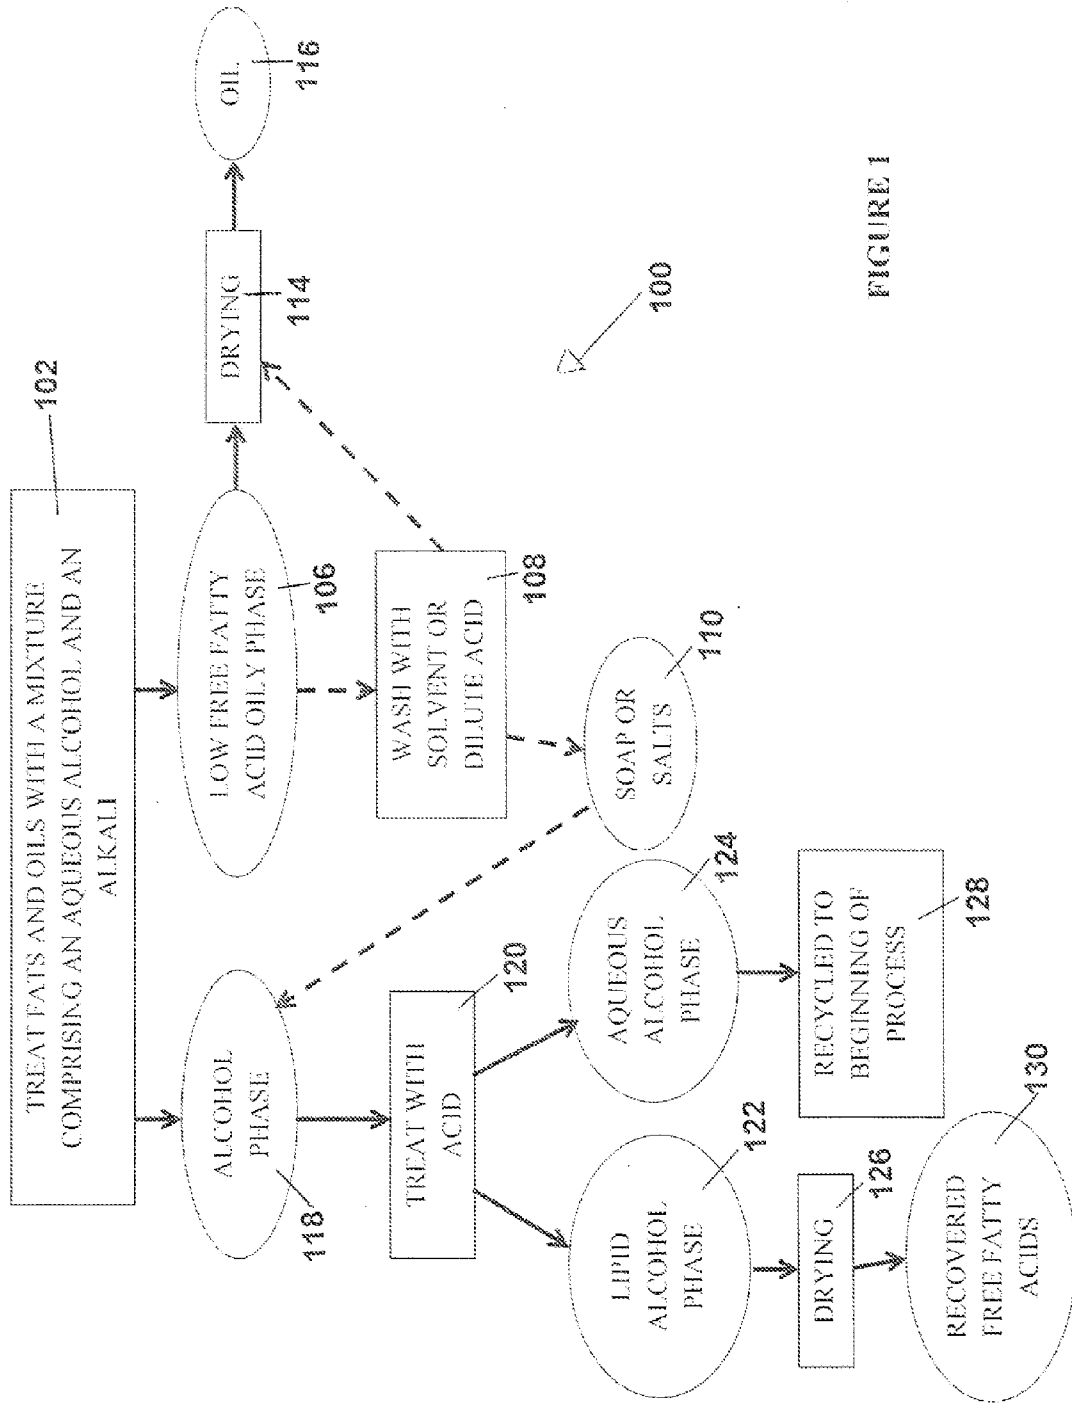 TREAT FATS AND OILS WITH A MIXTURE
COMPRISING AN AQUEOUS ALCOHOL AND AN
ALKALI
102
ALCOHOL
PHASE
118
LOW FREE FATTY
ACID OILY PHASE
106
DRYING
114
OIL
116
TREAT WITH
ACID
120
WASH WITH
SOLVENT OR
DILUTE ACID
108
LIPID
ALCOHOL
PHASE
122
AQUEOUS
ALCOHOL
PHASE
124
SOAP OR
SALTS
110
100
DRYING
126
RECYCLED TO
BEGINNING OF
PROCESS
128
RECOVERED
FREE FATTY
ACIDS
130
FIGURE 1